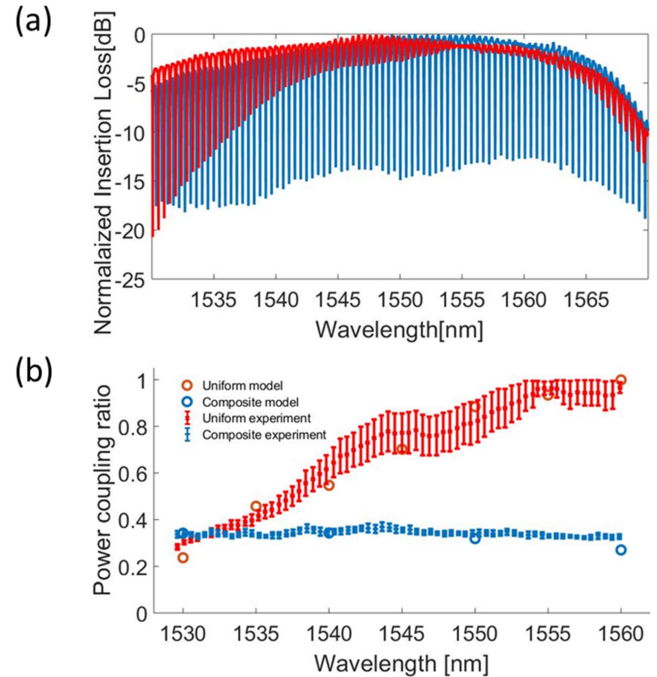 (a)
Normalaized Insertion Loss[dB]
0
-5
-10
-15
-20
-25
1535 1540 1545 1550 1555 1560 1565
Wavelength[nm]
(b)
Power coupling ratio
1
0.8
0.6
0.4
0.2
0
Uniform model
Composite model
Uniform experiment
Composite experiment
1530 1535 1540 1545 1550 1555 1560
Wavelength [nm]